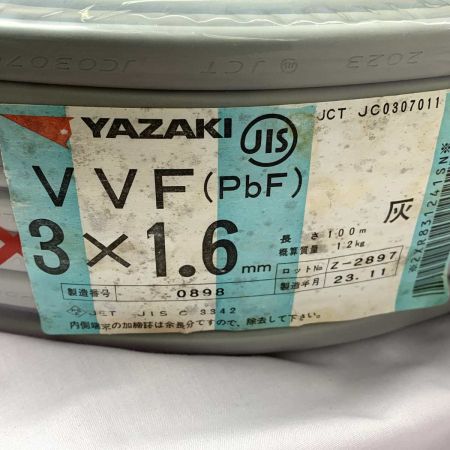 JC0307 JCT JIS 2023
YAZAKI JIS JCT JC0307011
VVF(PbF)
3×1.6mm
灰
長さ 100m
概算質量 12kg
ロットNo Z-2897
製造年月 23.11
製造番号 0898
JET JIS C 3342
内側端末の加締誌は余長分ですので、除去して下さい。